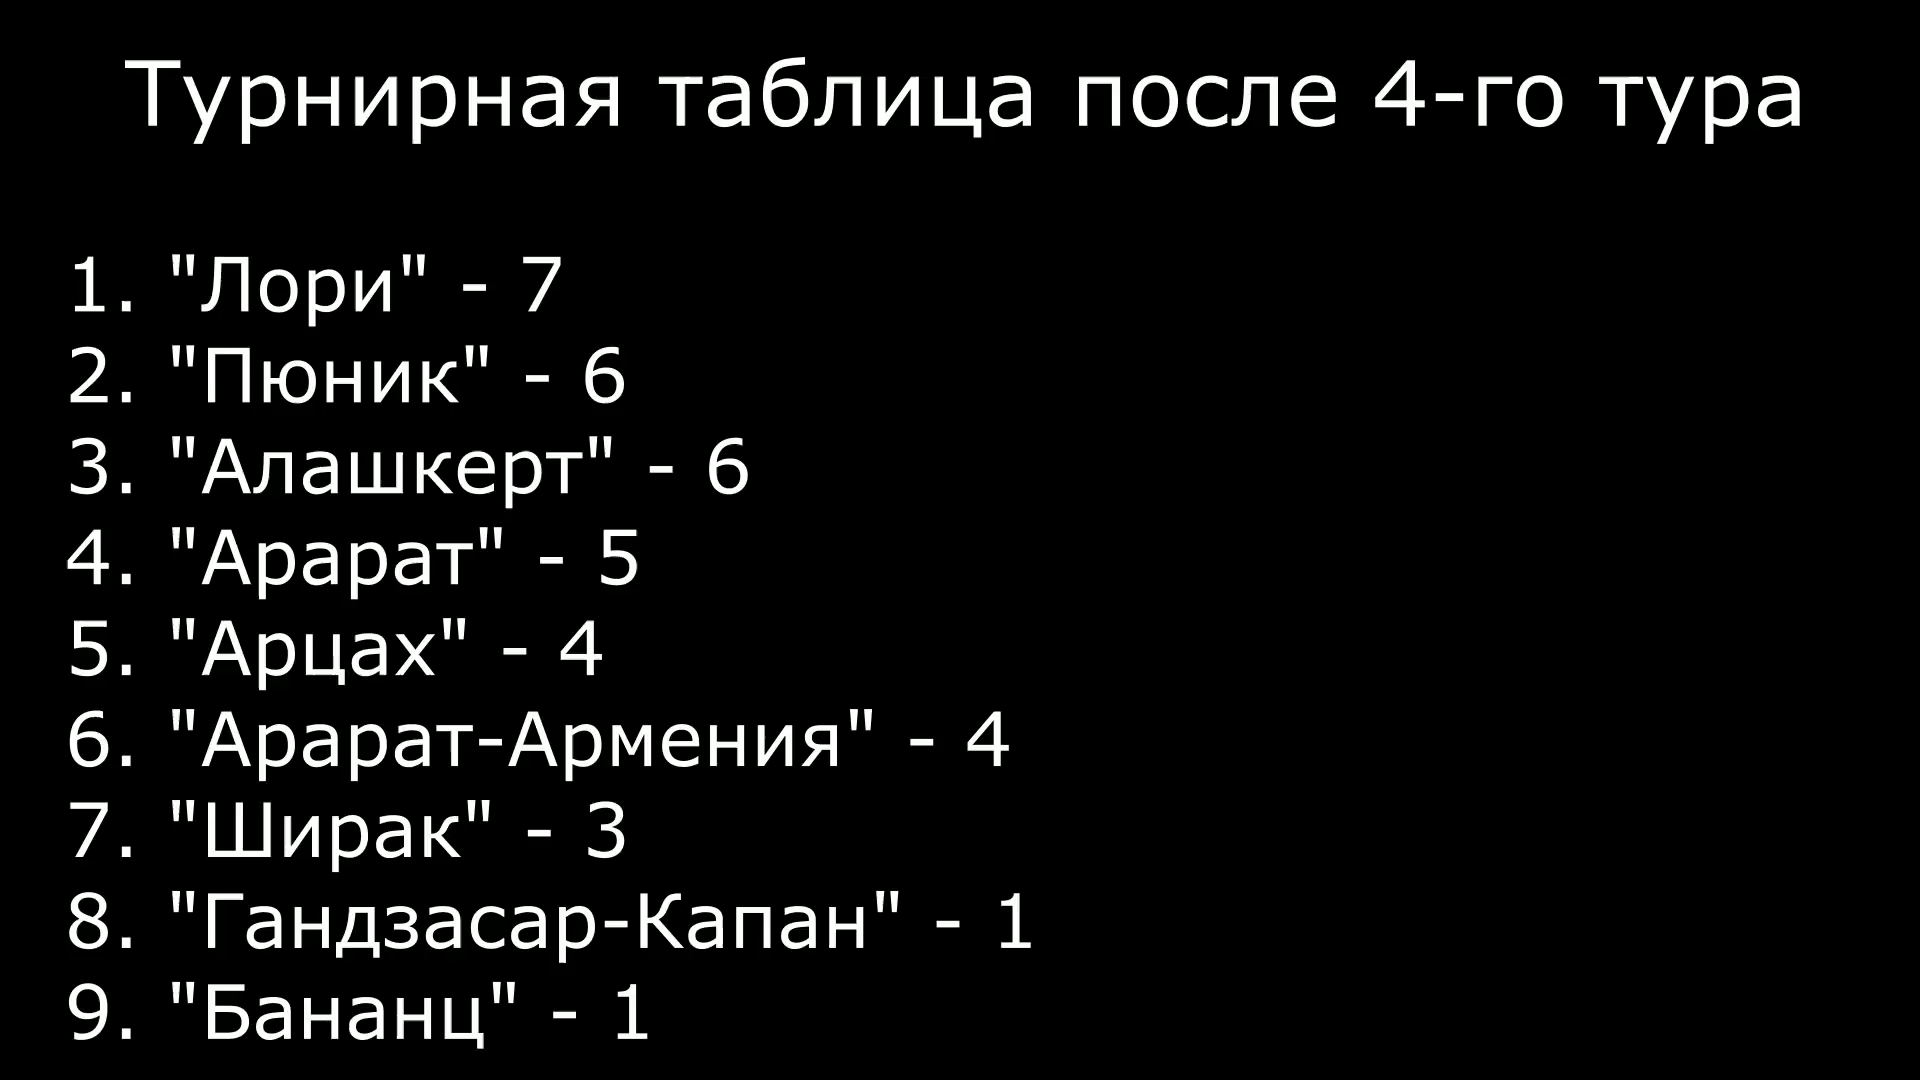 Турнирная таблица после 4-го тура
1. "Лори" - 7
2. "Пюник" - 6
3. "Алашкерт" - 6
4. "Арарат" - 5
5. "Арцах" - 4
6. "Арарат-Армения" - 4
7. "Ширак" - 3
8. "Гандзасар-Капан" - 1
9. "Бананц" - 1